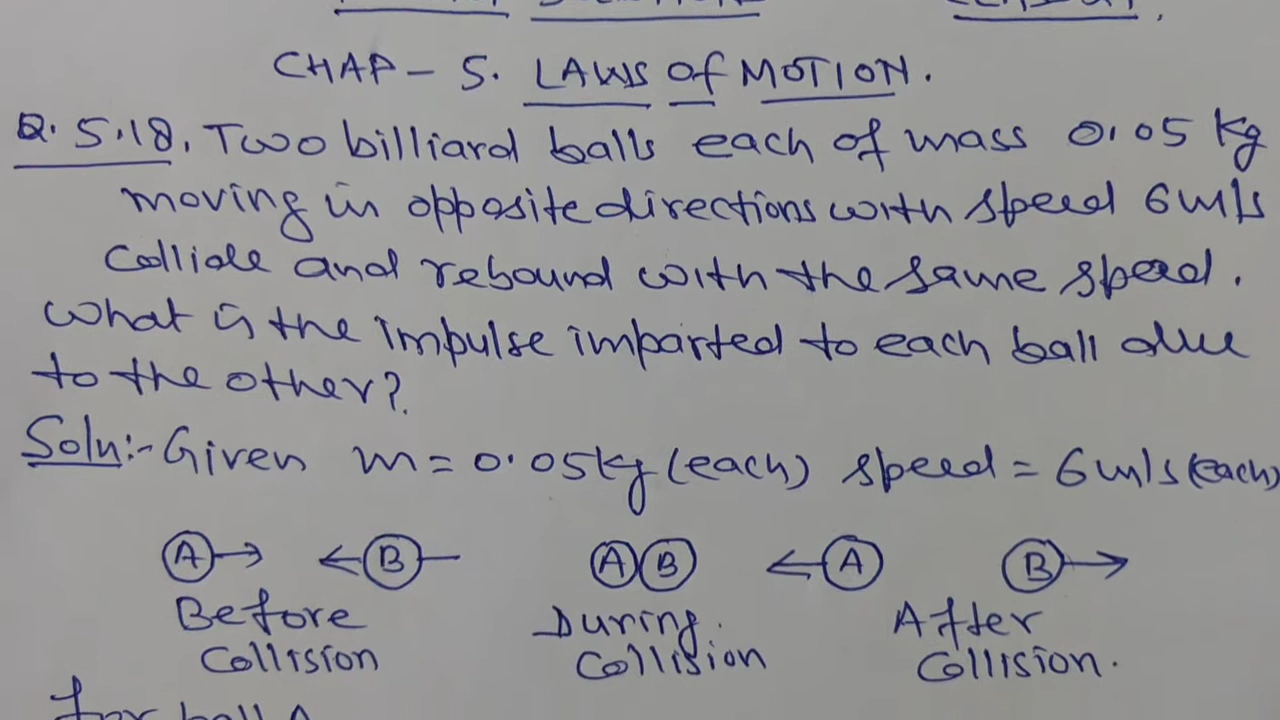 CHAP - 5. LAWS of MOTION.
Q. 5.18. Two billiard balls each of mass 0.05 kg
moving in opposite directions with speed 6 m/s
collide and rebound with the same speed.
What is the impulse imparted to each ball due
to the other?
Soln:- Given m = 0.05 kg (each) speed = 6 m/s (each)
A B A B A B
Before During After
Collision Collision Collision.
For ball A